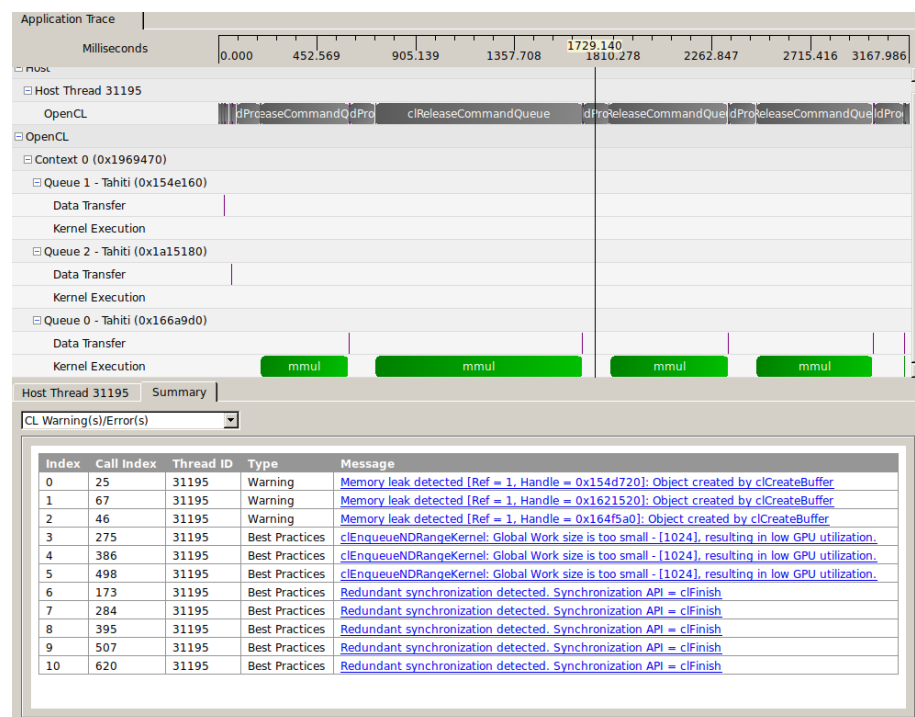 Application Trace
Milliseconds 0.000 452.569 905.139 1357.708 1729.140 1810.278 2262.847 2715.416 3167.986
Host
Host Thread 31195
OpenCL dPrc easeCommandQ dPro clReleaseCommandQueue dPro ReleaseCommandQue dPro ReleaseCommandQue ldPro
OpenCL
Context 0 (0x1969470)
Queue 1 - Tahiti (0x154e160)
Data Transfer
Kernel Execution
Queue 2 - Tahiti (0x1a15180)
Data Transfer
Kernel Execution
Queue 0 - Tahiti (0x166a9d0)
Data Transfer
Kernel Execution mmul mmul mmul mmul
Host Thread 31195 Summary
CL Warning(s)/Error(s)
Index Call Index Thread ID Type Message
0 25 31195 Warning Memory leak detected [Ref = 1, Handle = 0x154d720]: Object created by clCreateBuffer
1 67 31195 Warning Memory leak detected [Ref = 1, Handle = 0x1621520]: Object created by clCreateBuffer
2 46 31195 Warning Memory leak detected [Ref = 1, Handle = 0x164f5a0]: Object created by clCreateBuffer
3 275 31195 Best Practices clEnqueueNDRangeKernel: Global Work size is too small - [1024], resulting in low GPU utilization.
4 386 31195 Best Practices clEnqueueNDRangeKernel: Global Work size is too small - [1024], resulting in low GPU utilization.
5 498 31195 Best Practices clEnqueueNDRangeKernel: Global Work size is too small - [1024], resulting in low GPU utilization.
6 173 31195 Best Practices Redundant synchronization detected. Synchronization API = clFinish
7 284 31195 Best Practices Redundant synchronization detected. Synchronization API = clFinish
8 395 31195 Best Practices Redundant synchronization detected. Synchronization API = clFinish
9 507 31195 Best Practices Redundant synchronization detected. Synchronization API = clFinish
10 620 31195 Best Practices Redundant synchronization detected. Synchronization API = clFinish